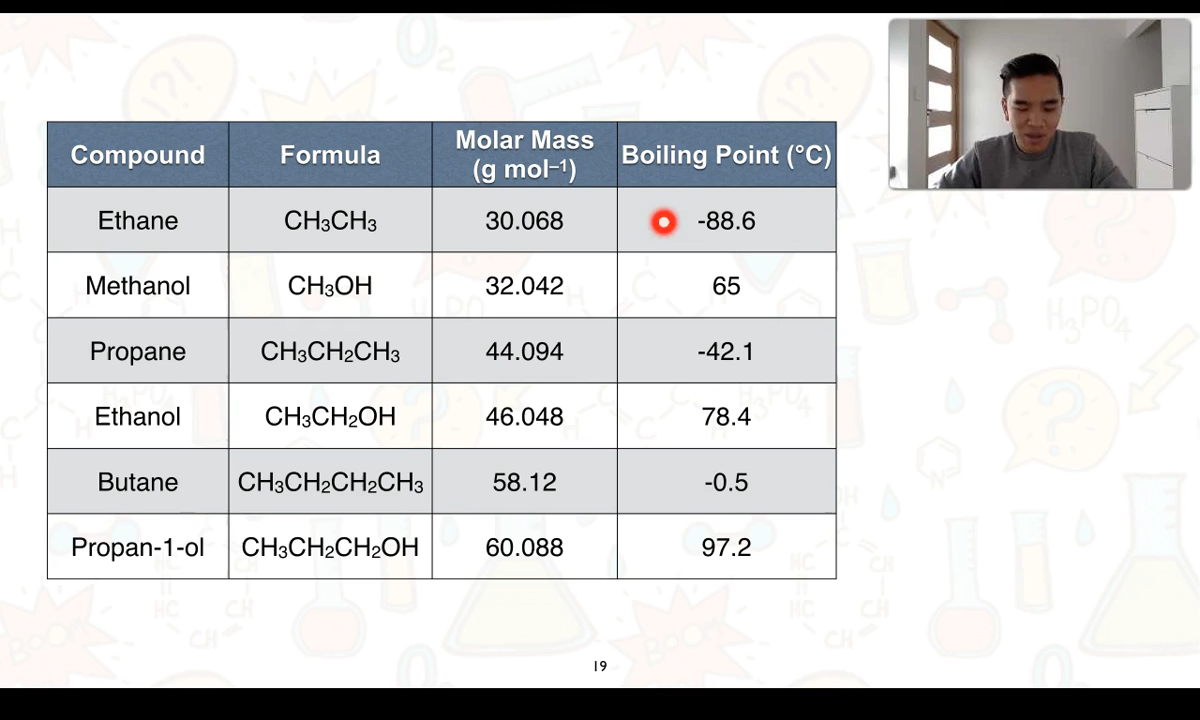 Compound Formula Molar Mass (g mol⁻¹) Boiling Point (°C)
Ethane CH₃CH₃ 30.068 -88.6
Methanol CH₃OH 32.042 65
Propane CH₃CH₂CH₃ 44.094 -42.1
Ethanol CH₃CH₂OH 46.048 78.4
Butane CH₃CH₂CH₂CH₃ 58.12 -0.5
Propan-1-ol CH₃CH₂CH₂OH 60.088 97.2
19